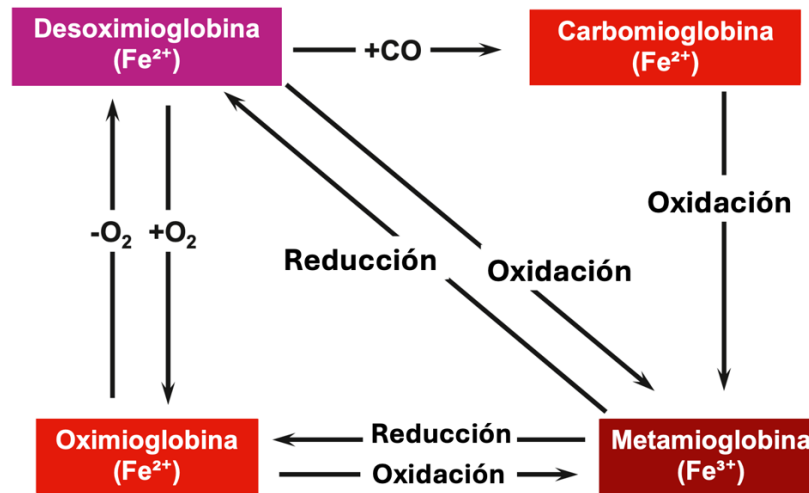 Desoximioglobina
(Fe²⁺)
+CO
Carbomioglobina
(Fe²⁺)
-O₂
+O₂
Reducción
Oxidación
Oxidación
Oximioglobina
(Fe²⁺)
Reducción
Oxidación
Metamioglobina
(Fe³⁺)